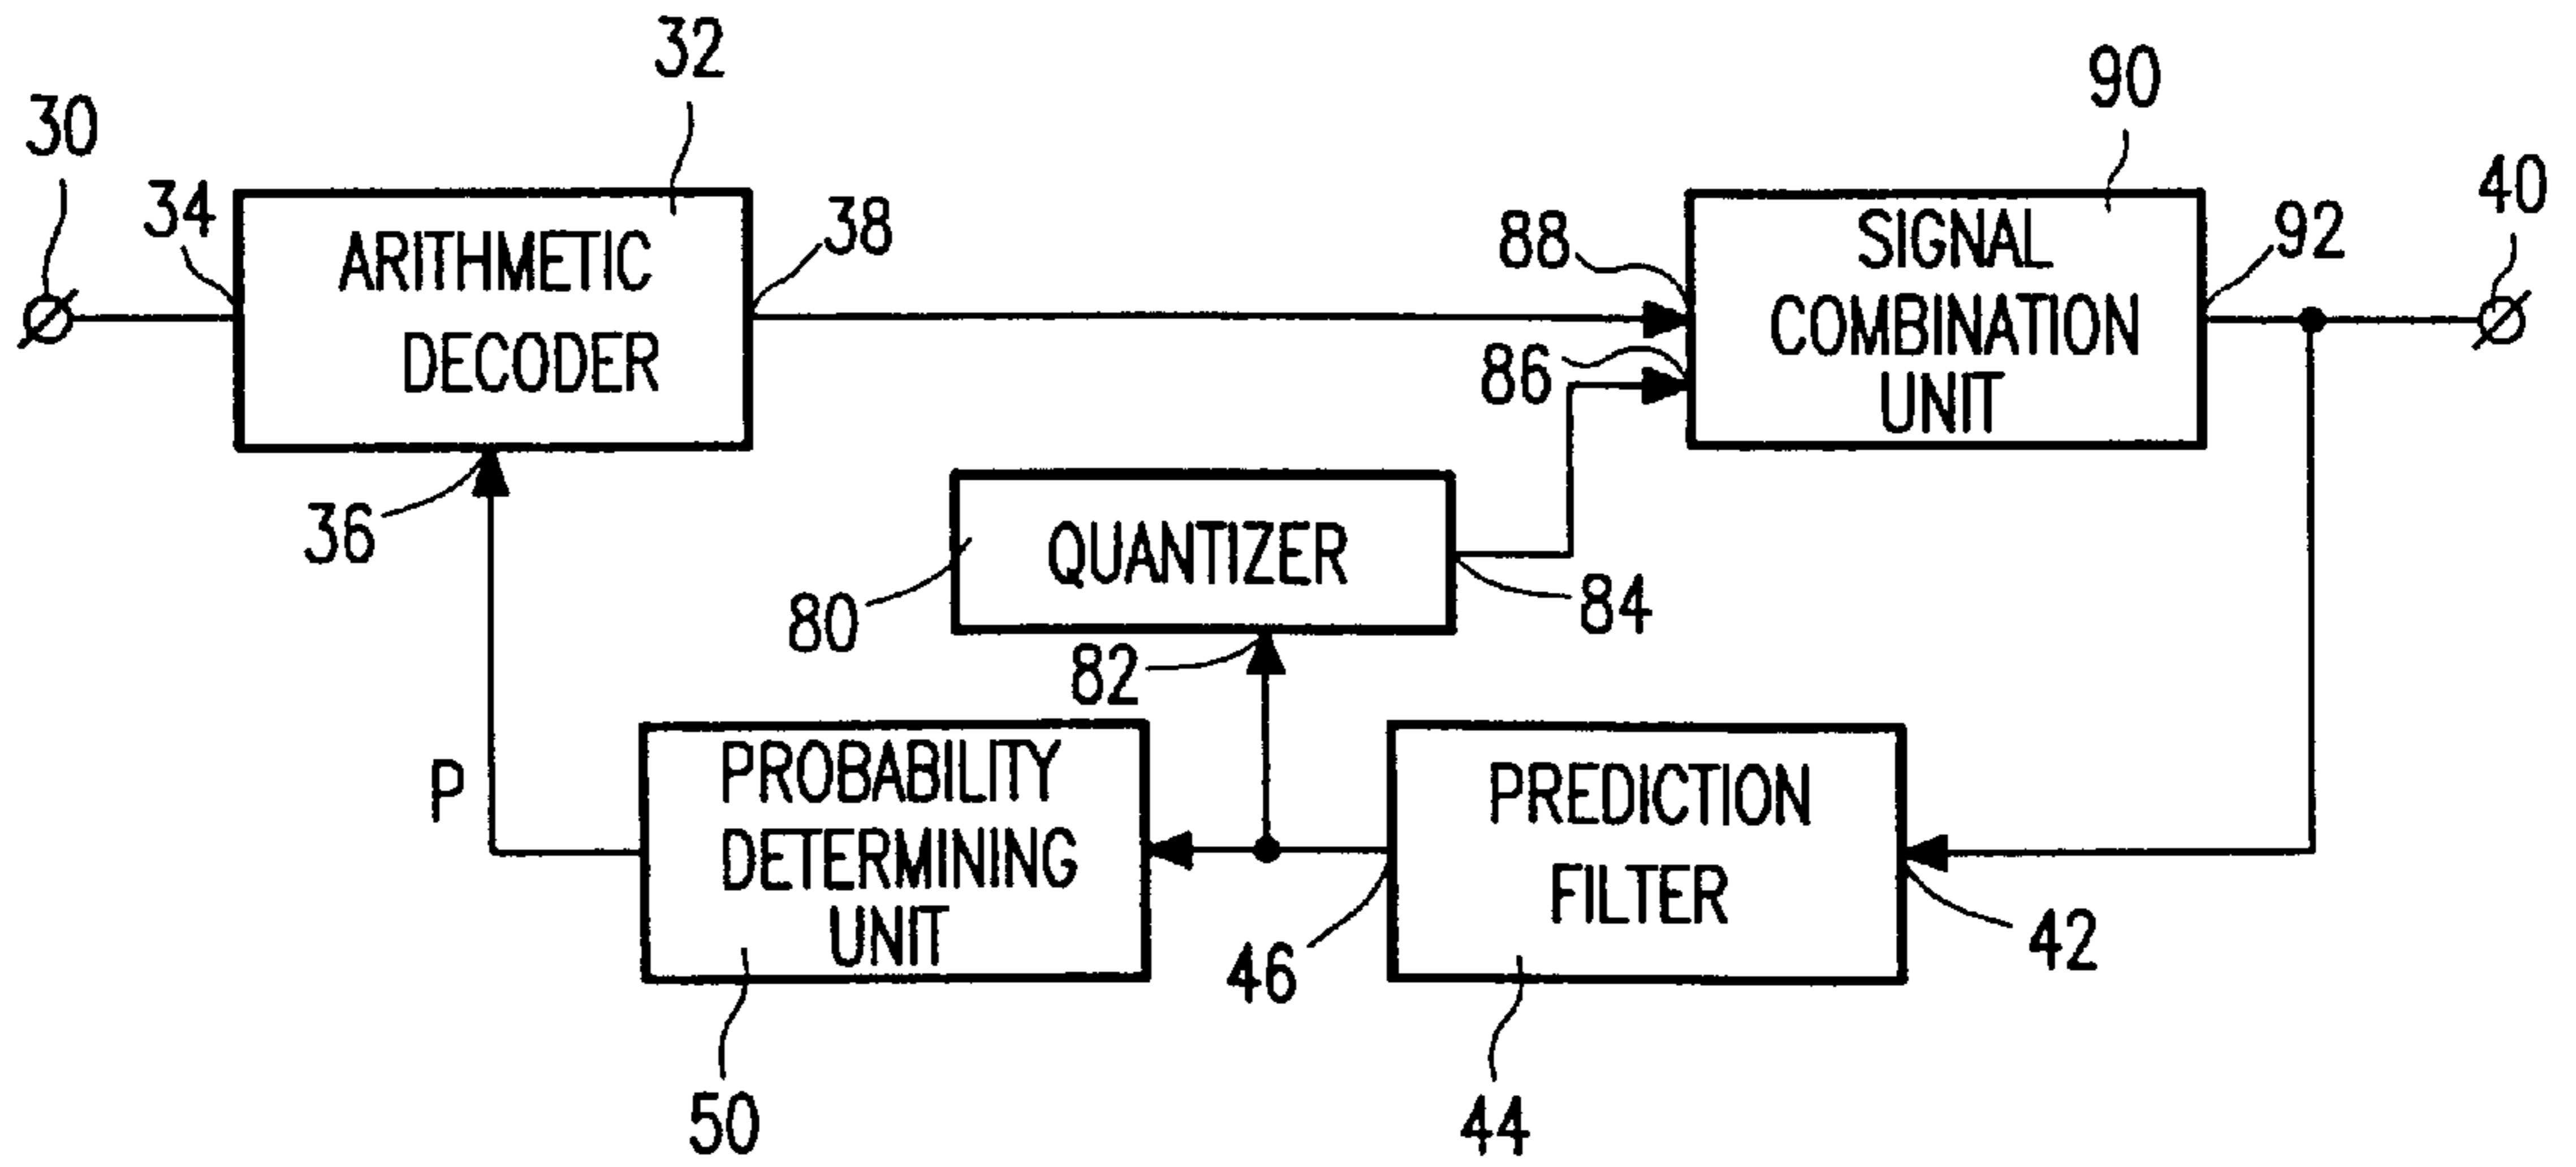 32
90
30
40
34
38
88
92
ARITHMETIC
DECODER
SIGNAL
COMBINATION
UNIT
86
36
QUANTIZER
80
84
82
P
PROBABILITY
DETERMINING
UNIT
PREDICTION
FILTER
46
42
50
44